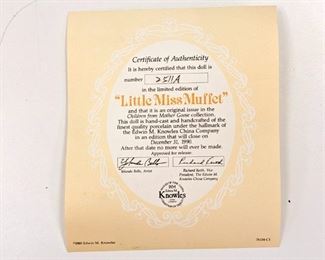 Certificate of Authenticity
It is hereby certified that this doll is
number 2511A
in the limited edition of
"Little Miss Muffet"
and that it is an original issue in the
Children from Mother Goose collection.
This doll is hand-cast and handcrafted of the
finest quality porcelain under the hallmark of
the Edwin M. Knowles China Company
in an edition that will close on
December 31, 1990.
After that date no more will ever be made.
Approved for release:
Yolanda Bello, Artist
Richard
Vice
President, The Edwin M.
Knowles China Company
Edwin M.
Knowles
©1989 Edwin M. Knowles